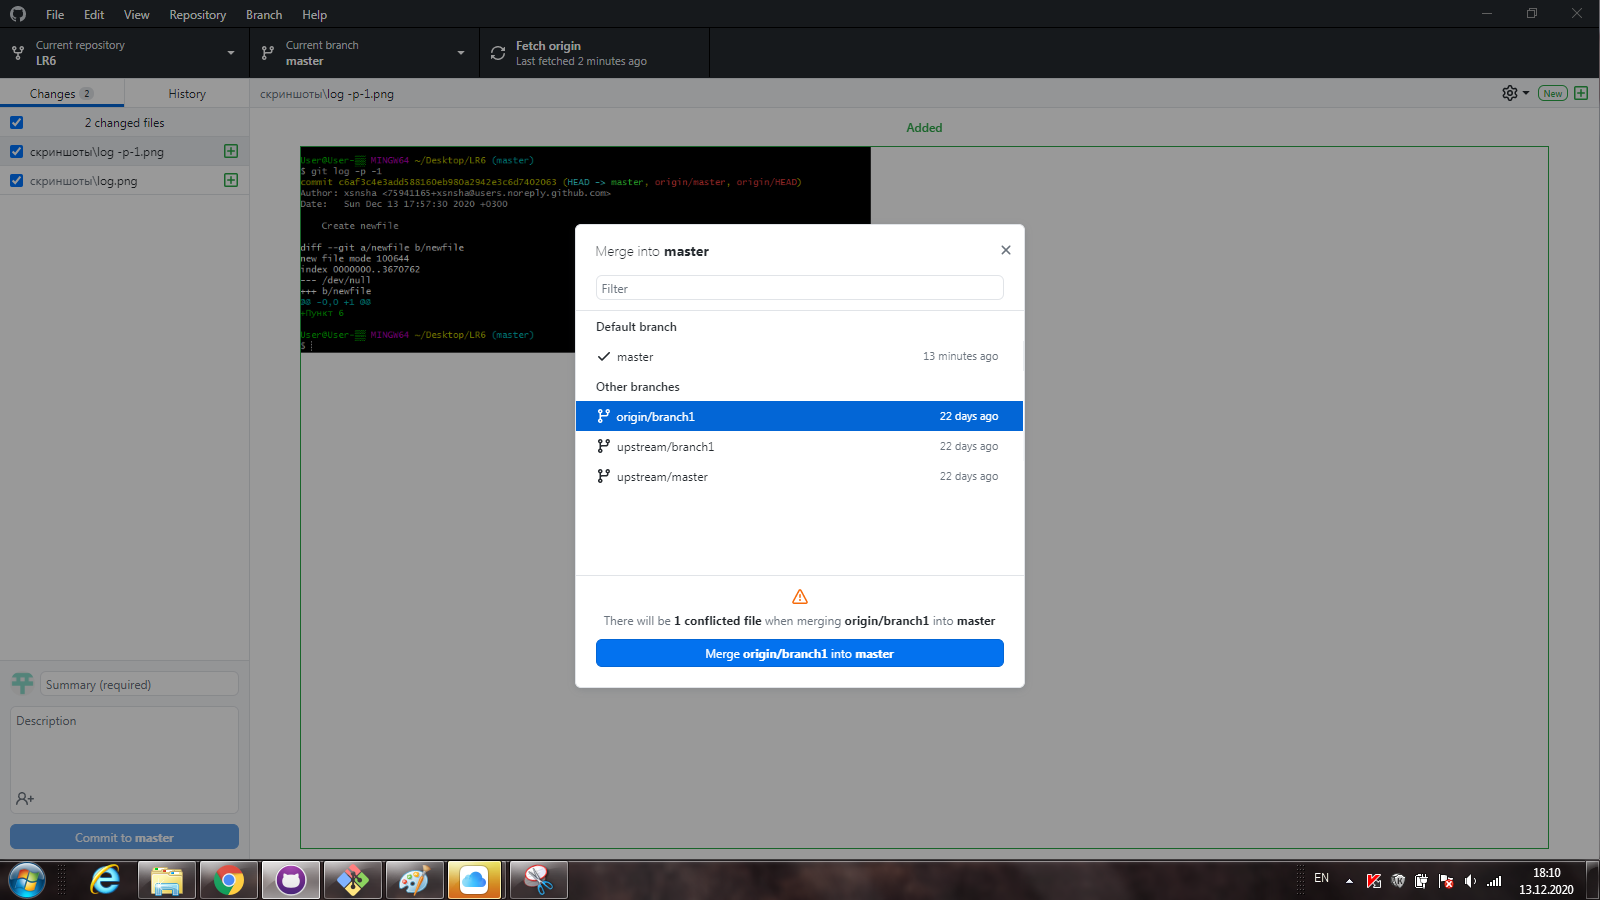 File Edit View Repository Branch Help
Current repository
LR6
Current branch
master
Fetch origin
Last fetched 2 minutes ago
Changes 2
History
скриншоты\log -p-1.png
New
2 changed files
скриншоты\log -p-1.png
скриншоты\log.png
Added
User@User- MINGW64 ~/Desktop/LR6 (master)
$ git log -p -1
commit c6af3c4e3add588160eb980a2942e3c6d7402063 (HEAD -> master, origin/master, origin/HEAD)
Author: xsnsha <75941165+xsnsha@users.noreply.github.com>
Date: Sun Dec 13 17:57:30 2020 +0300
Create newfile
diff --git a/newfile b/newfile
new file mode 100644
index 0000000..3670762
--- /dev/null
+++ b/newfile
@@ -0,0 +1 @@
+Пункт 6
User@User- MINGW64 ~/Desktop/LR6 (master)
$
Merge into master
Filter
Default branch
master 13 minutes ago
Other branches
origin/branch1 22 days ago
upstream/branch1 22 days ago
upstream/master 22 days ago
There will be 1 conflicted file when merging origin/branch1 into master
Merge origin/branch1 into master
Summary (required)
Description
Commit to master
EN
18:10
13.12.2020